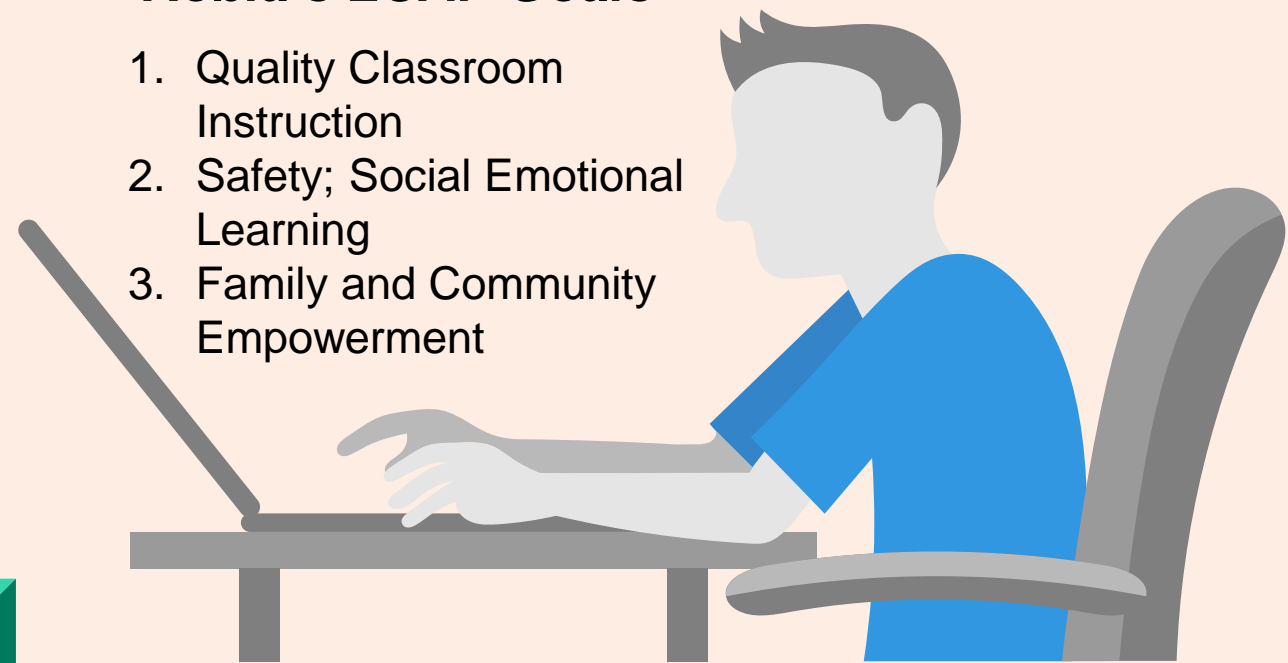 1. Quality Classroom
Instruction
2. Safety; Social Emotional
Learning
3. Family and Community
Empowerment